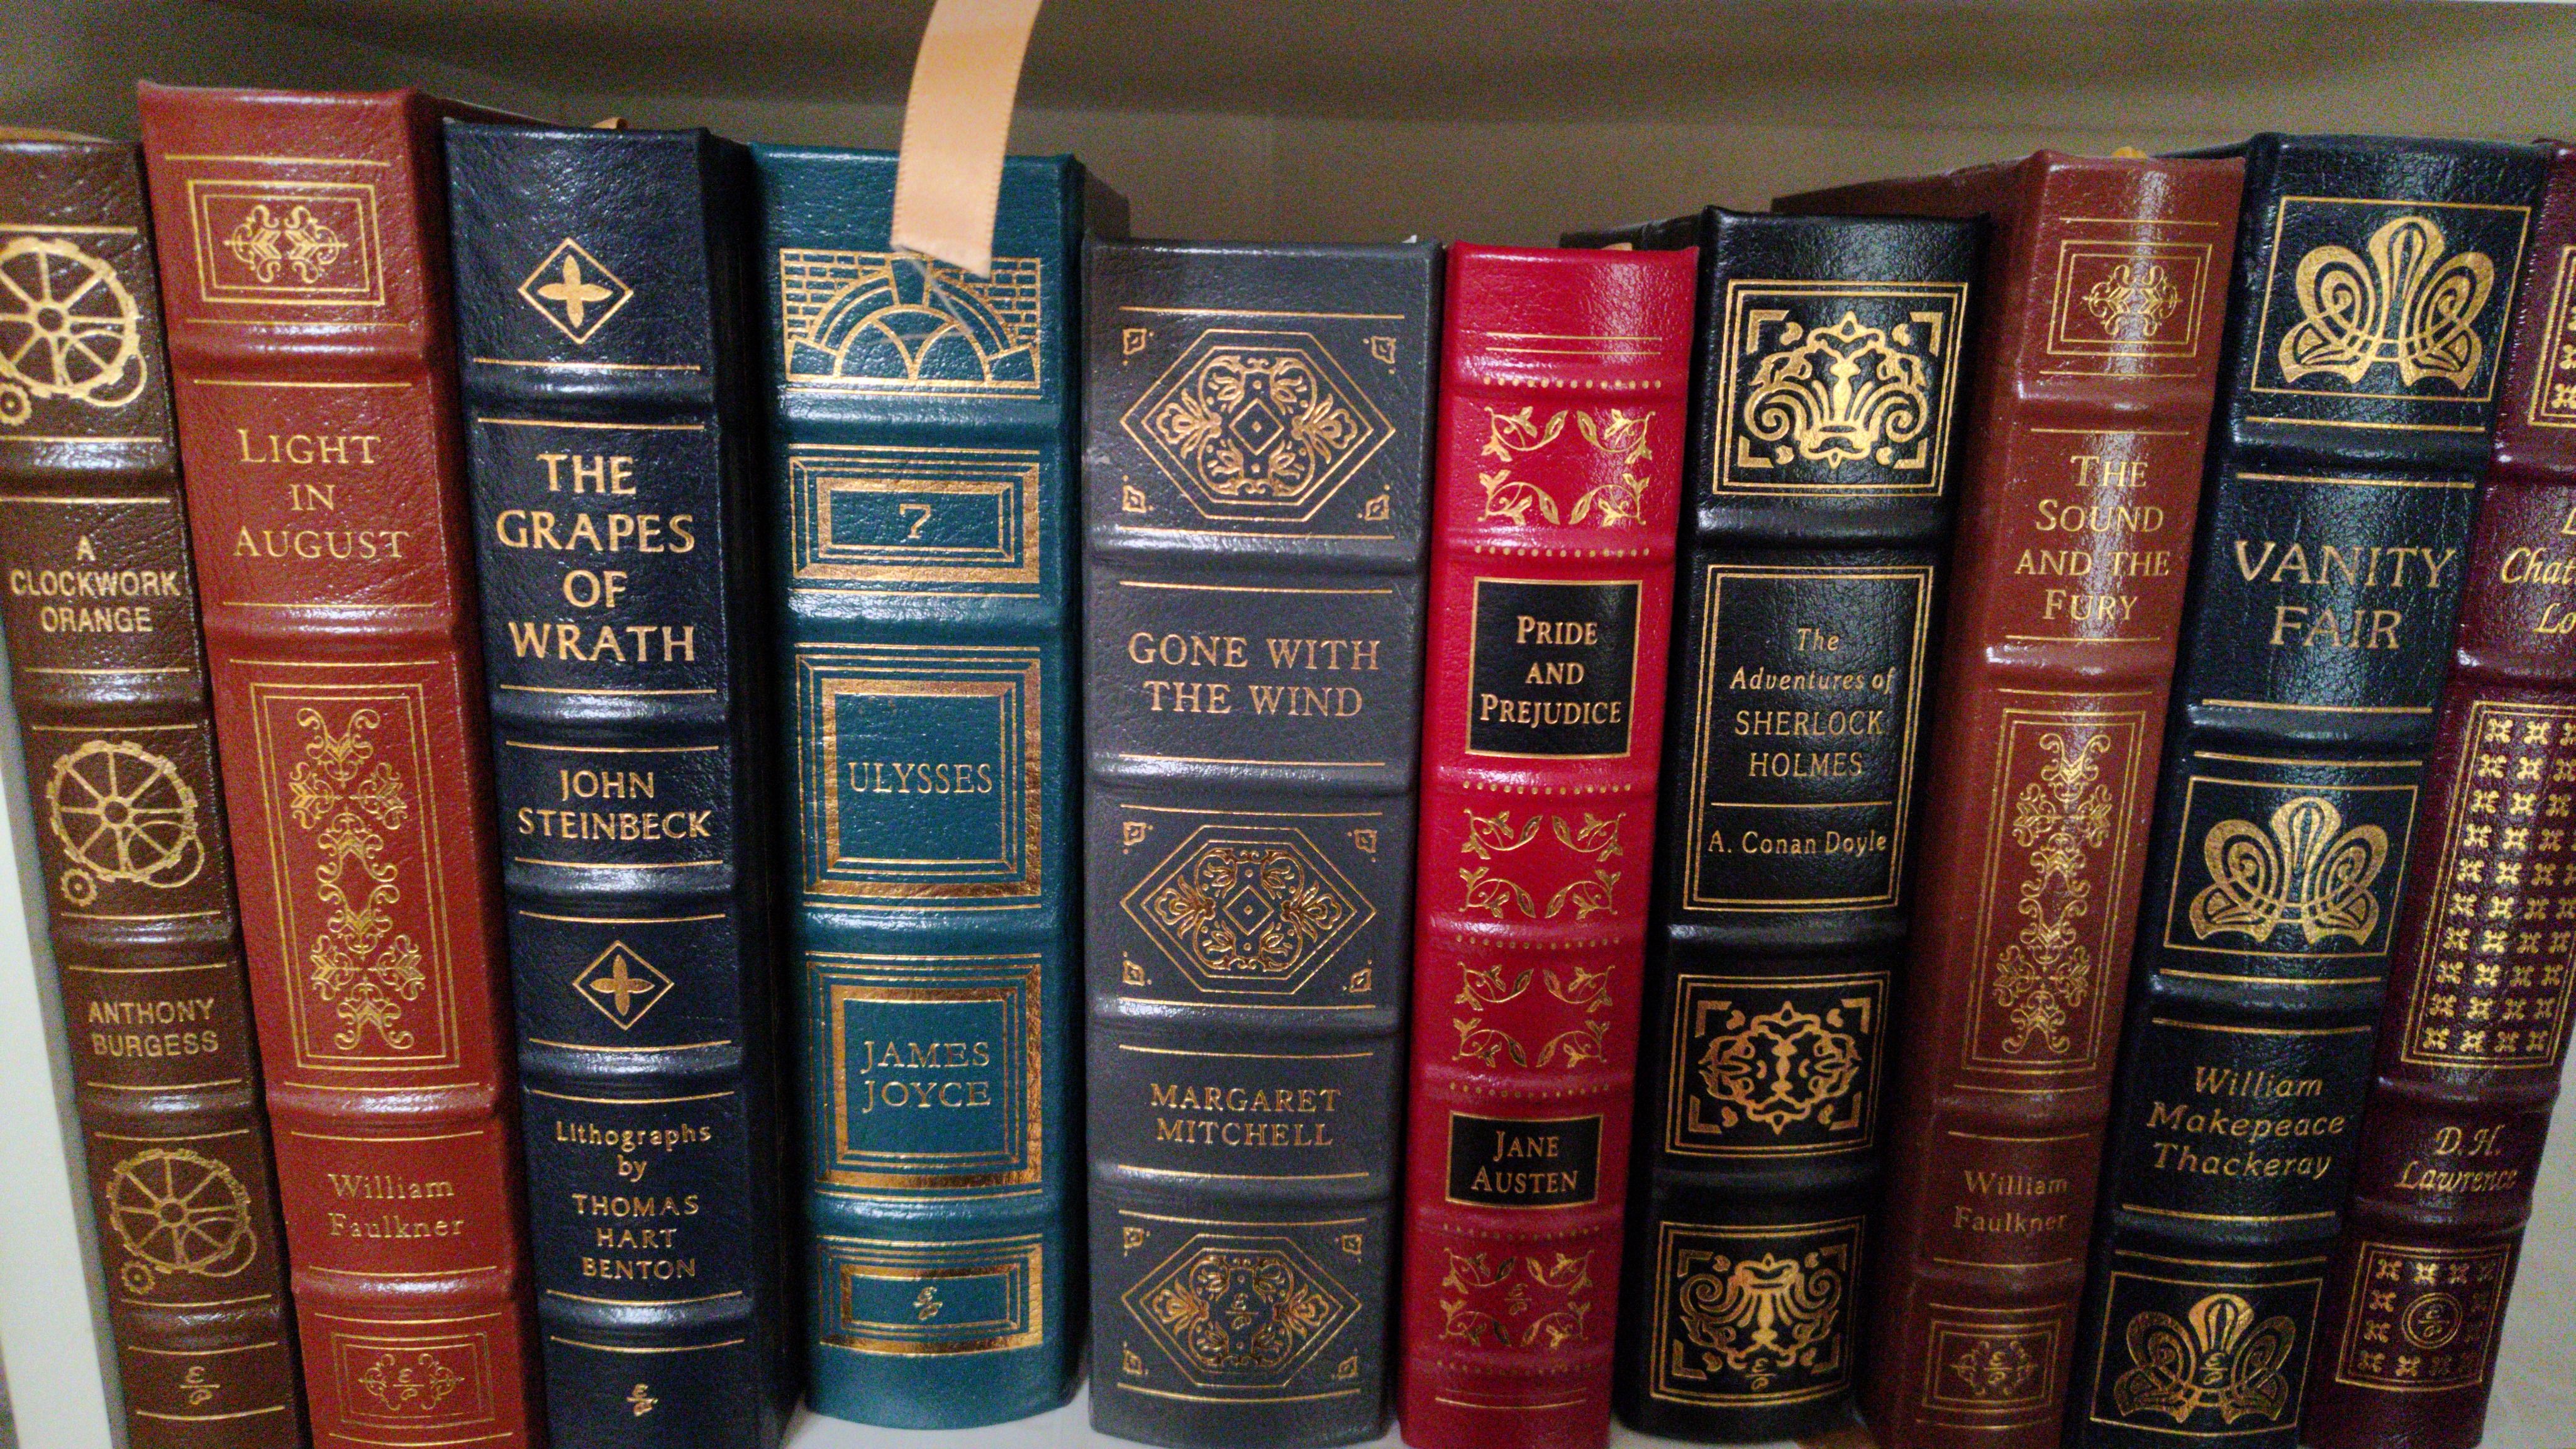 A
CLOCKWORK
ORANGE
ANTHONY
BURGESS
LIGHT
IN
AUGUST
William
Faulkner
THE
GRAPES
OF
WRATH
JOHN
STEINBECK
Lithographs
by
THOMAS
HART
BENTON
7
ULYSSES
JAMES
JOYCE
GONE WITH
THE WIND
MARGARET
MITCHELL
PRIDE
AND
PREJUDICE
JANE
AUSTEN
The
Adventures of
SHERLOCK
HOLMES
A. Conan Doyle
THE
SOUND
AND THE
FURY
William
Faulkner
VANITY
FAIR
William
Makepeace
Thackeray
D.H.
Lawrence